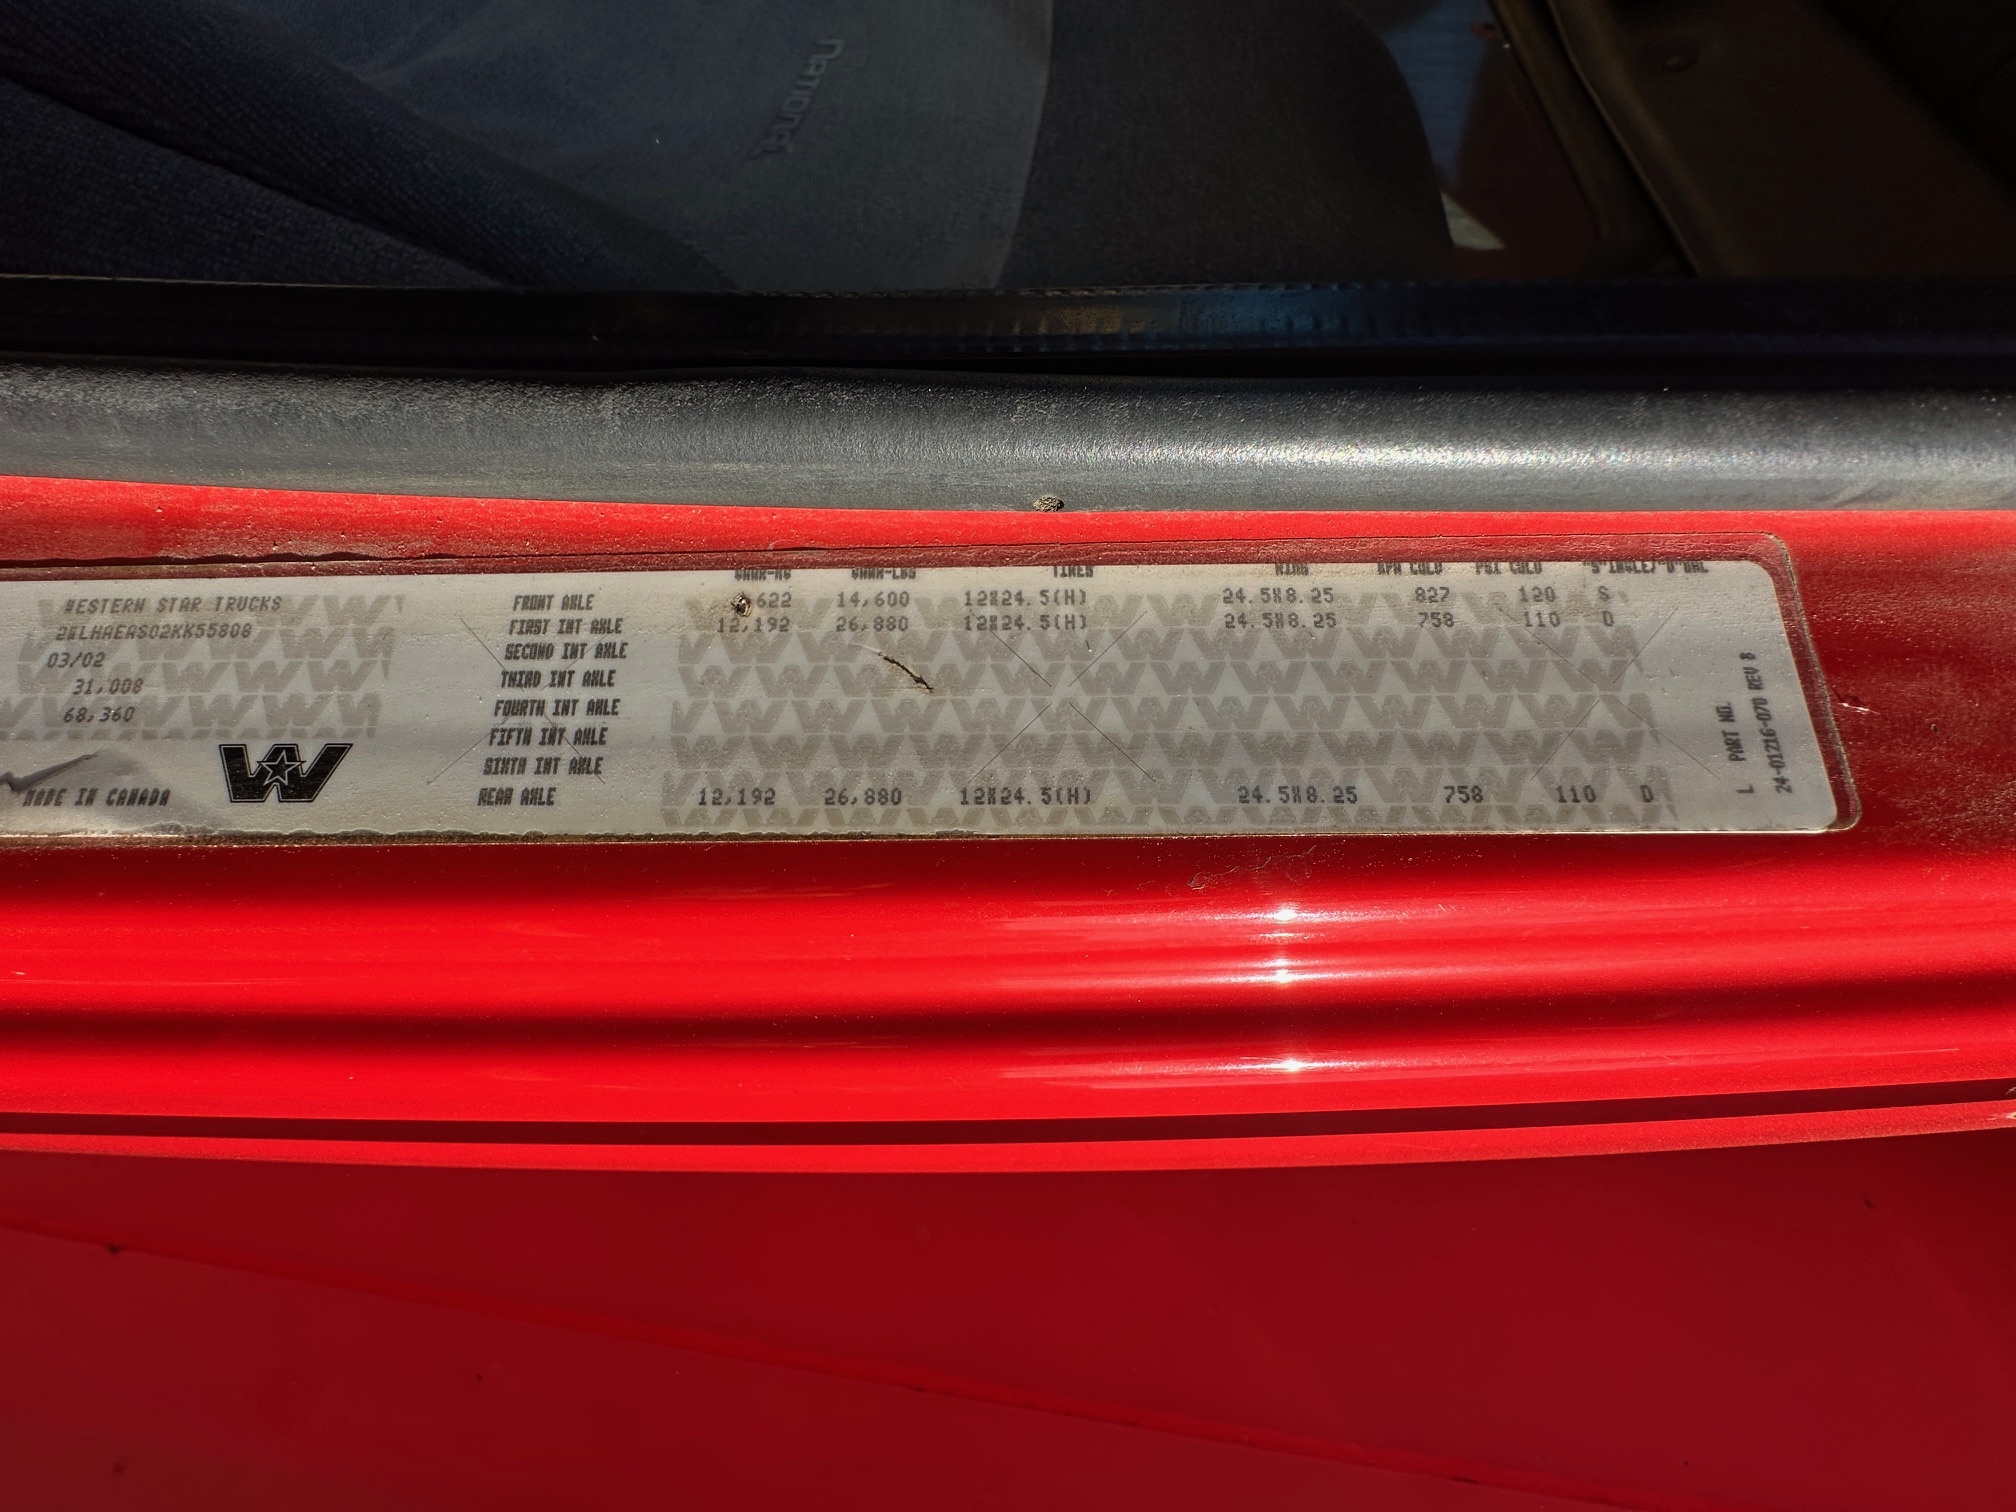 national
GAWR-KG GAWR-LBS TIRES RIMS KPA COLD PSI COLD "S"INGLE/"D"UAL
WESTERN STAR TRUCKS FRONT AXLE 622 14,600 12X24.5(H) 24.5X8.25 827 120 S
2WLHAEAS02KK55808 FIRST INT AXLE 12,192 26,880 12X24.5(H) 24.5X8.25 758 110 D
03/02 SECOND INT AXLE
31,008 THIRD INT AXLE
68,360 FOURTH INT AXLE
FIFTH INT AXLE
SIXTH INT AXLE
MADE IN CANADA W REAR AXLE 12,192 26,880 12X24.5(H) 24.5X8.25 758 110 D
L PART NO.
24-01216-070 REV B